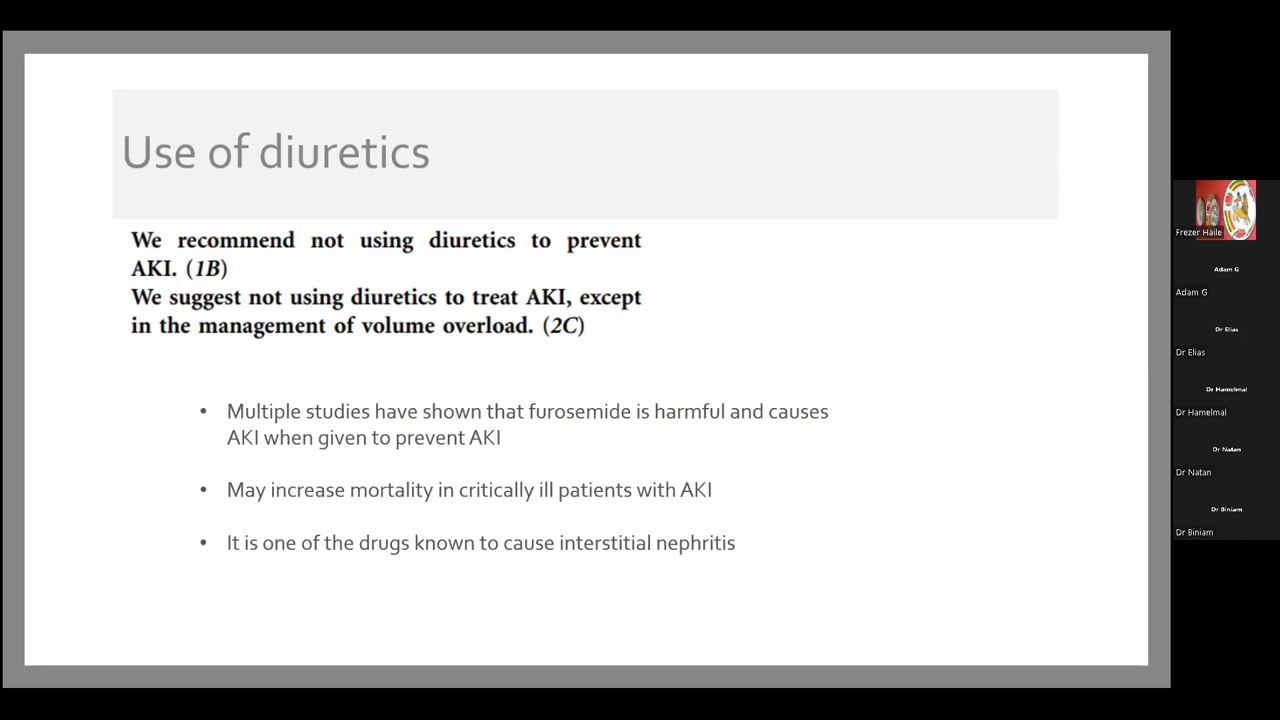 Use of diuretics
We recommend not using diuretics to prevent
AKI. (1B)
We suggest not using diuretics to treat AKI, except
in the management of volume overload. (2C)
• Multiple studies have shown that furosemide is harmful and causes
AKI when given to prevent AKI
• May increase mortality in critically ill patients with AKI
• It is one of the drugs known to cause interstitial nephritis
Frezer Haile
Adam G
Adam G
Dr Elias
Dr Elias
Dr Hamelmal
Dr Hamelmal
Dr Natan
Dr Natan
Dr Biniam
Dr Biniam